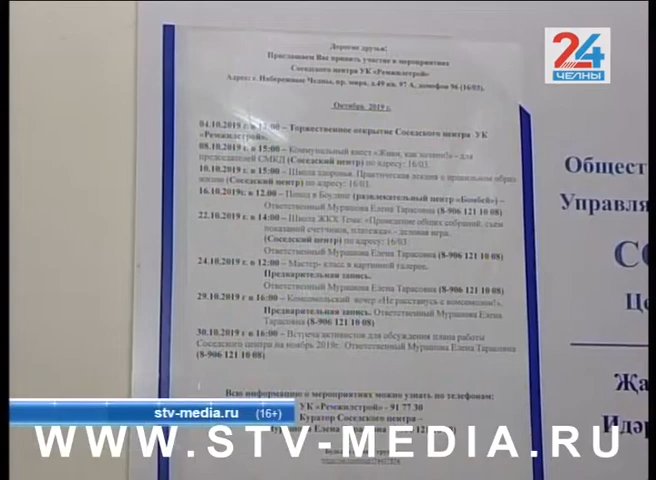 24
ЧЕЛНЫ
Дорогие друзья!
Приглашаем Вас принять участие в мероприятиях
Соседского центра УК «Ремжилстрой»
Адрес: г. Набережные Челны, пр. мира, д.49 кв. 97 А, домофон 96 (16/03).
Октябрь 2019 г.
04.10.2019 г. в – Торжественное открытие Соседского центра УК
«Ремжилстрой».
08.10.2019 г. в 15:00 – Коммунальный квест «Живи, как хозяин!» - для
председателей СМКД (Соседский центр) по адресу: 16/03.
10.10.2019 г. в 15:00 – Школа здоровья. Практическая лекция о правильном образе
жизни (Соседский центр) по адресу: 16/03.
16.10.2019г. в 12.00 – Поход в Боулинг (развлекательный центр «Бомбей») –
Ответственный Муратова Елена Тарасовна (8-906 121 10 08)
22.10.2019 г. в 14:00 – Школа ЖКХ Тема: «Проведение общих собраний, съем
показаний счетчиков, платежка» - деловая игра.
(Соседский центр) по адресу: 16/03
Ответственный Муратова Елена Тарасовна (8-906 121 10 08)
24.10.2019 г. в 12:00 – Мастер- класс в картинной галерее.
Предварительная запись.
Ответственный Муратова Елена Тарасовна (8-906 121 10 08)
29.10.2019 г в 16:00 – Комсомольский вечер «Не расстанусь с комсомолом!».
Предварительная запись. Ответственный Муратова Елена
Тарасовна (8-906 121 10 08)
30.10.2019 г в 16:00 – Встреча активистов для обсуждения плана работы
Соседского центра на ноябрь 2019г. Ответственный Муратова Елена Тарасовна
(8-906 121 10 08)
Всю информацию о мероприятиях можно узнать по телефонам:
УК «Ремжилстрой» - 91 77 30
Куратор Соседского центра –
Елена
Общест
Управля
Со
Це
Җа
Идар
stv-media.ru (16+)
WWW.STV-MEDIA.RU